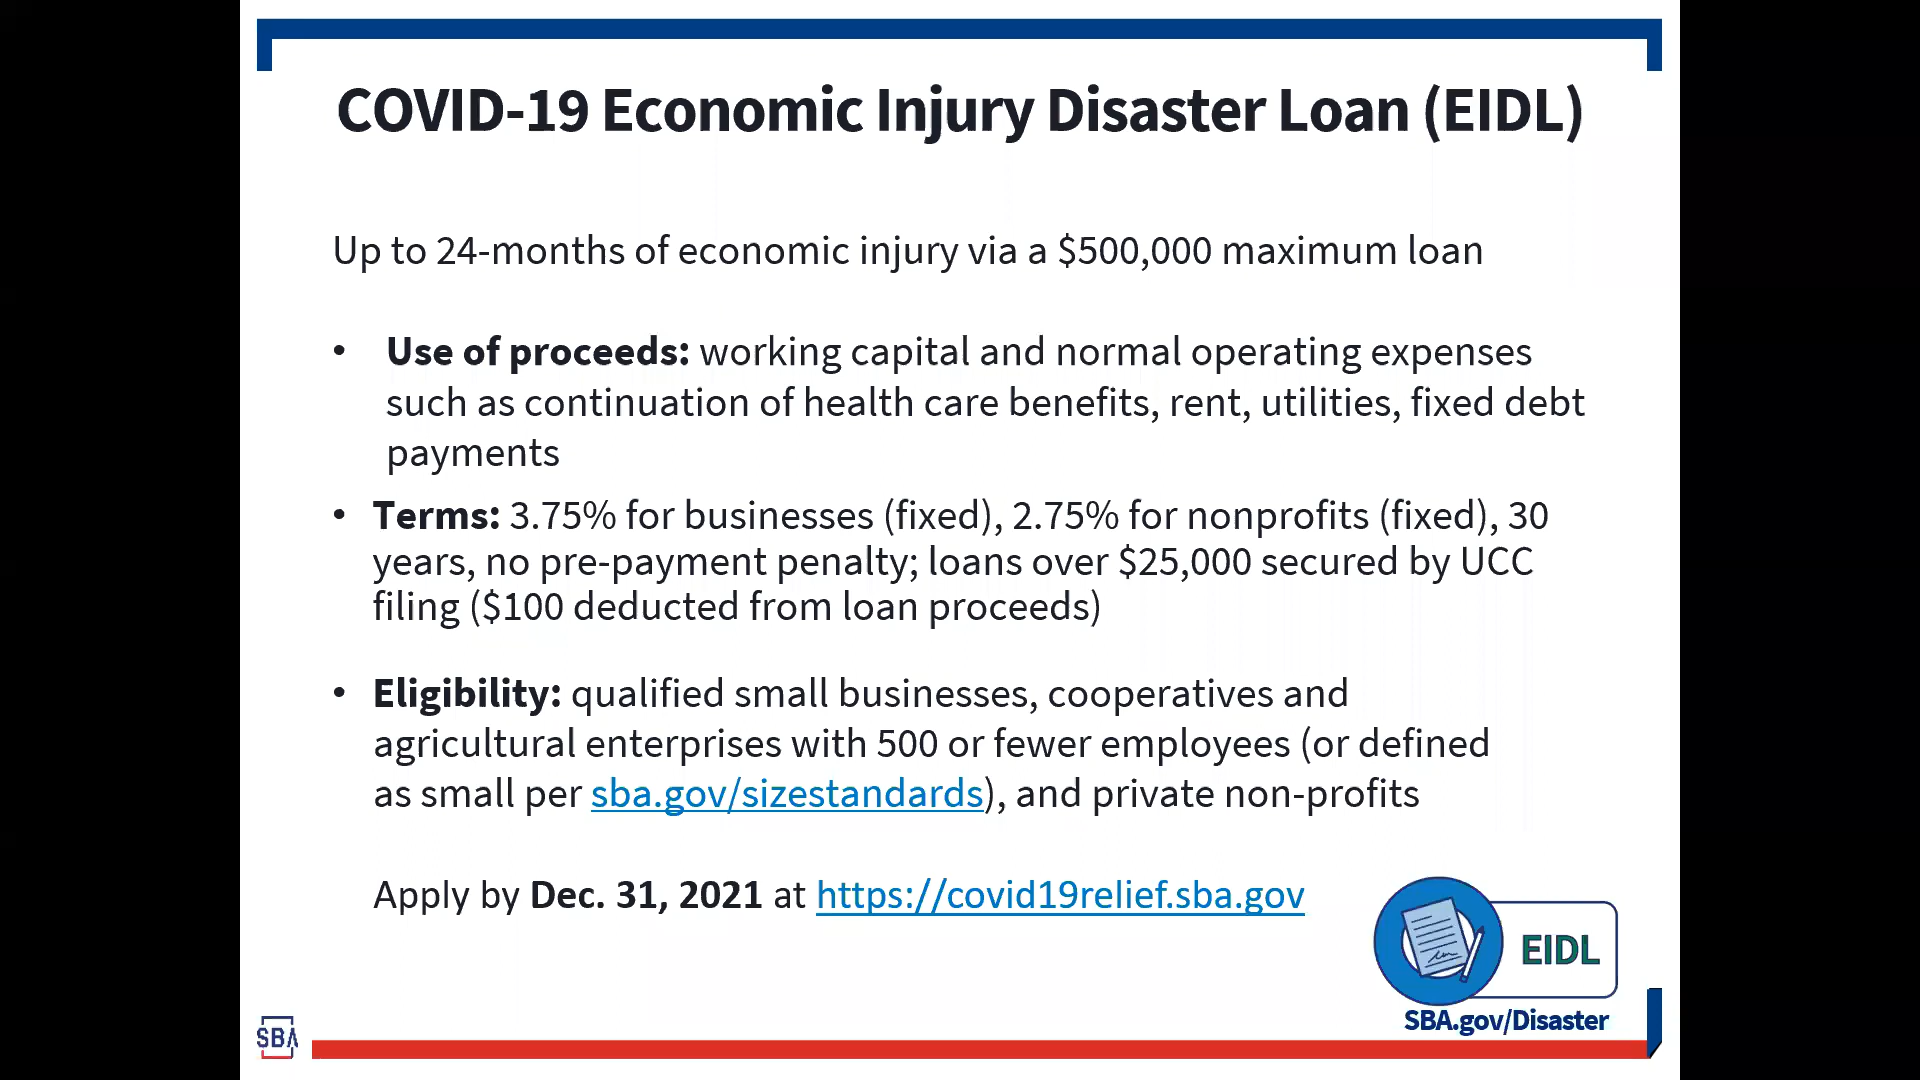 COVID-19 Economic Injury Disaster Loan (EIDL)
Up to 24-months of economic injury via a $500,000 maximum loan
• Use of proceeds: working capital and normal operating expenses
such as continuation of health care benefits, rent, utilities, fixed debt
payments
• Terms: 3.75% for businesses (fixed), 2.75% for nonprofits (fixed), 30
years, no pre-payment penalty; loans over $25,000 secured by UCC
filing ($100 deducted from loan proceeds)
• Eligibility: qualified small businesses, cooperatives and
agricultural enterprises with 500 or fewer employees (or defined
as small per sba.gov/sizestandards), and private non-profits
Apply by Dec. 31, 2021 at https://covid19relief.sba.gov
EIDL
SBA.gov/Disaster
SBA